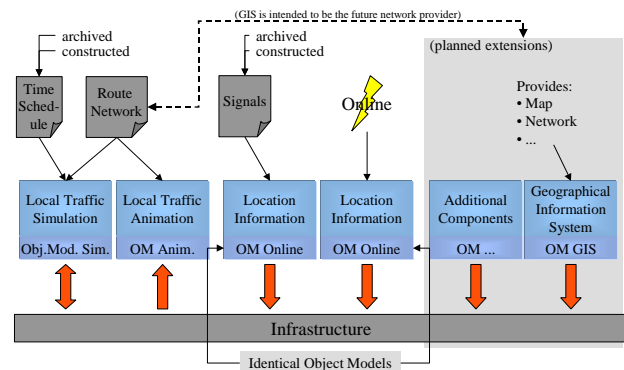 (GIS is intended to be the future network provider)
archived
constructed
archived
constructed
(planned extensions)
Time
Sched-
ule
Route
Network
Signals
Online
Provides:
• Map
• Network
• ...
Local Traffic
Simulation
Obj.Mod. Sim.
Local Traffic
Animation
OM Anim.
Location
Information
OM Online
Location
Information
OM Online
Additional
Components
OM ...
Geographical
Information
System
OM GIS
Infrastructure
Identical Object Models